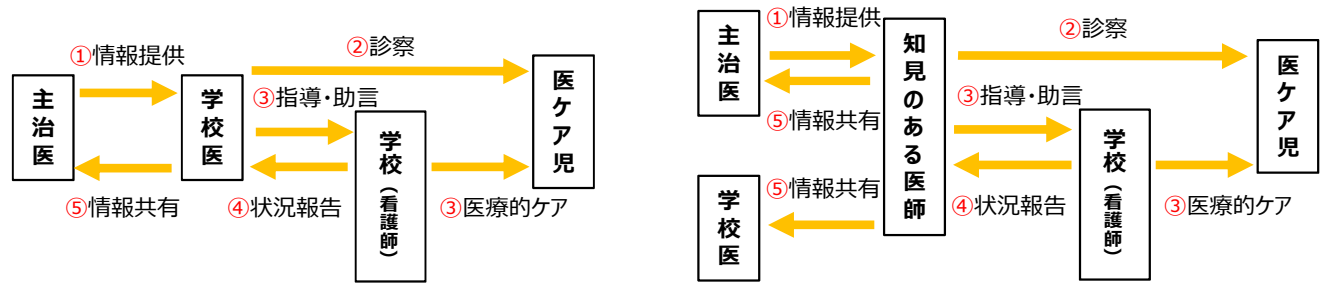 ①情報提供
②診察
主治医
学校医
医ケア児
③指導・助言
学校(看護師)
⑤情報共有
④状況報告
③医療的ケア
①情報提供
②診察
主治医
知見のある医師
医ケア児
③指導・助言
⑤情報共有
学校(看護師)
⑤情報共有
学校医
④状況報告
③医療的ケア